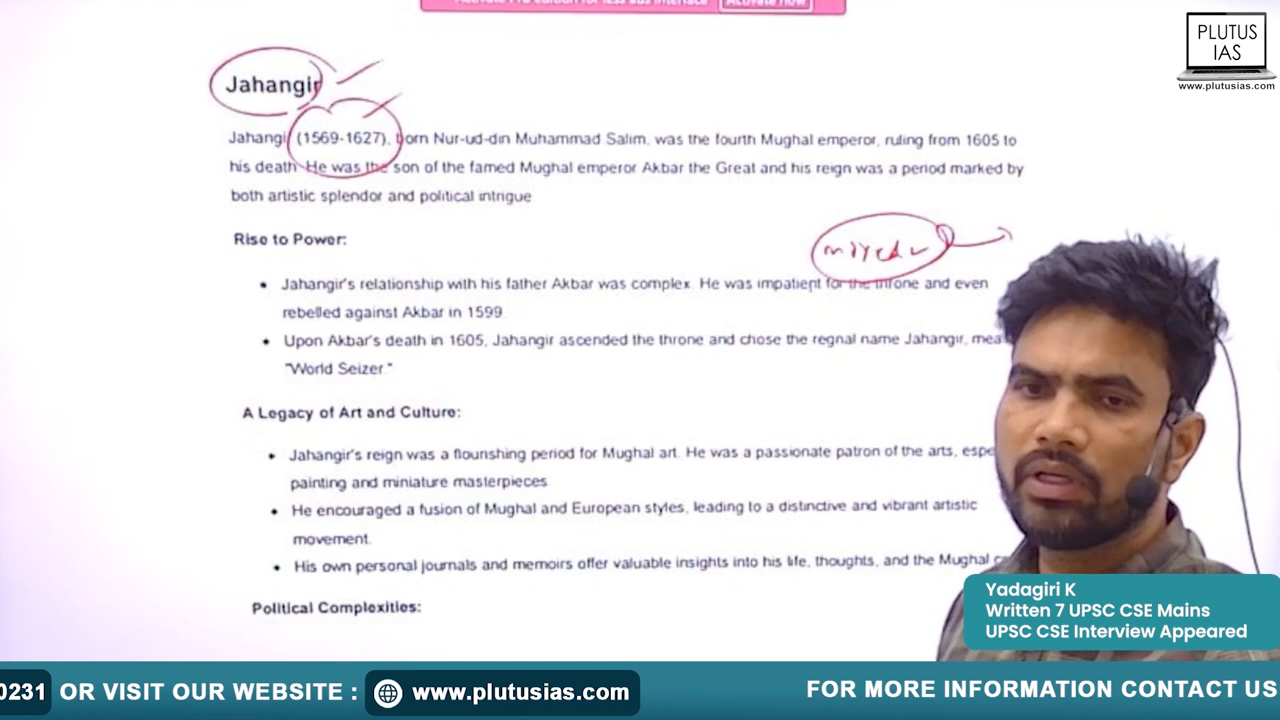 Activate Pro edition for less ads interface Activate now
PLUTUS
IAS
www.plutusias.com
Jahangir
Jahangir (1569-1627), born Nur-ud-din Muhammad Salim, was the fourth Mughal emperor, ruling from 1605 to
his death. He was the son of the famed Mughal emperor Akbar the Great and his reign was a period marked by
both artistic splendor and political intrigue
Rise to Power:
Jahangir's relationship with his father Akbar was complex. He was impatient for the throne and even
rebelled against Akbar in 1599.
Upon Akbar's death in 1605, Jahangir ascended the throne and chose the regnal name Jahangir, mea
"World Seizer."
A Legacy of Art and Culture:
Jahangir's reign was a flourishing period for Mughal art. He was a passionate patron of the arts, espe
painting and miniature masterpieces
He encouraged a fusion of Mughal and European styles, leading to a distinctive and vibrant artistic
movement.
His own personal journals and memoirs offer valuable insights into his life, thoughts, and the Mughal c
Political Complexities:
Yadagiri K
Written 7 UPSC CSE Mains
UPSC CSE Interview Appeared
0231 OR VISIT OUR WEBSITE : www.plutusias.com FOR MORE INFORMATION CONTACT US